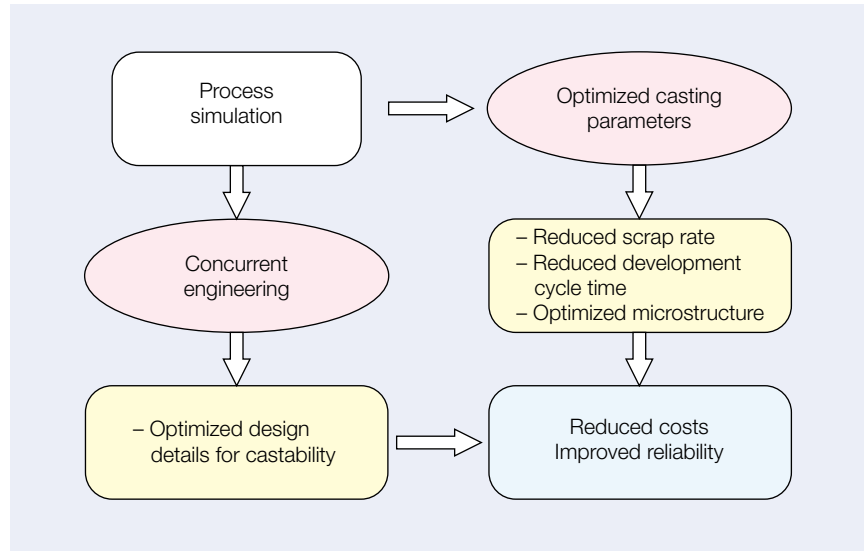 Process
simulation
Optimized casting
parameters
Concurrent
engineering
– Reduced scrap rate
– Reduced development
cycle time
– Optimized microstructure
– Optimized design
details for castability
Reduced costs
Improved reliability